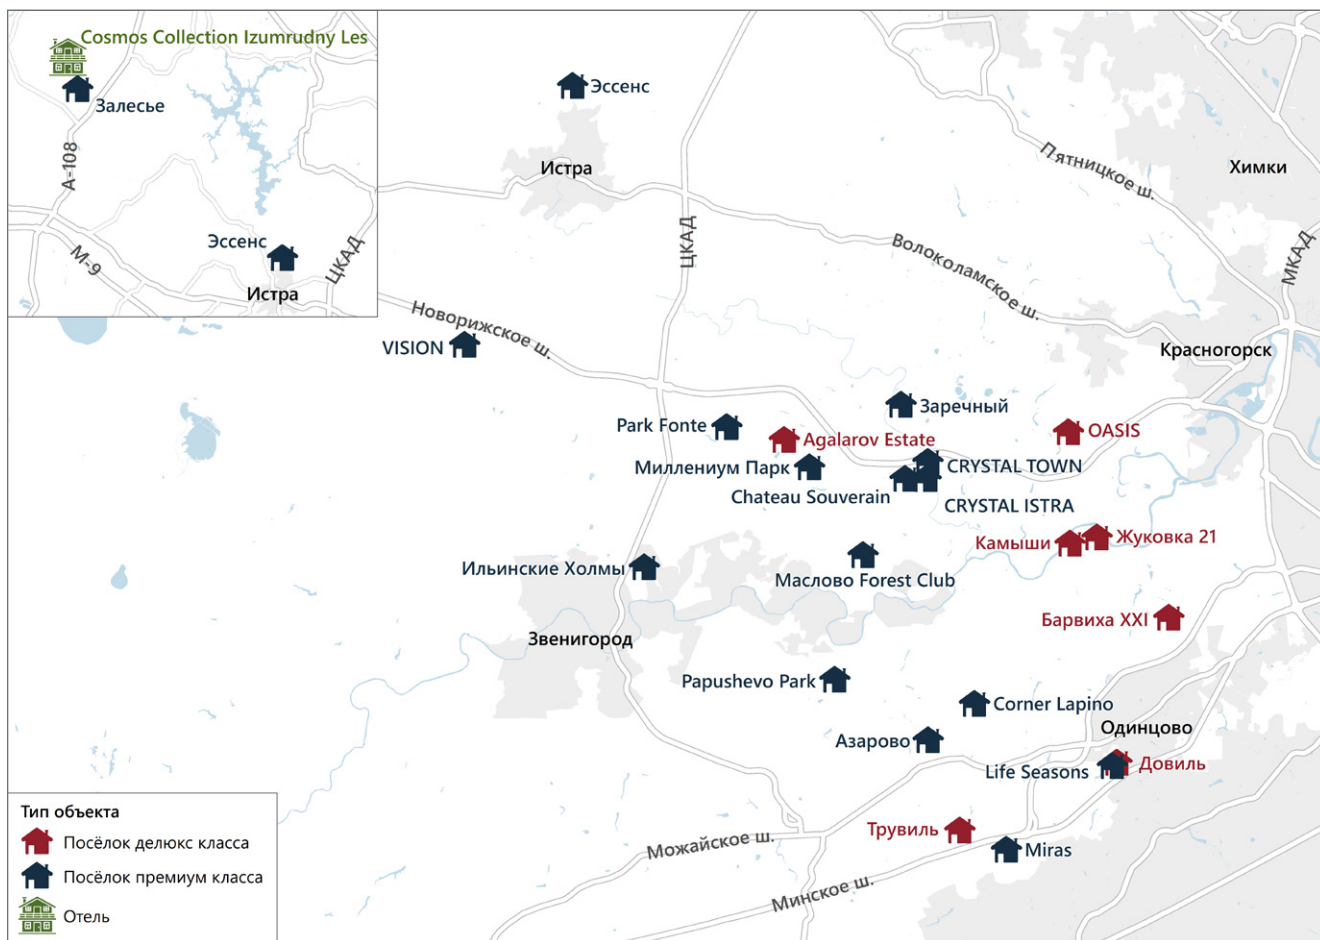 Cosmos Collection Izumrudny Les
Залесье
А-108
Эссенс
М-9
ЦКАД
Истра
Эссенс
Истра
Пятницкое ш.
Химки
ЦКАД
Волоколамское ш.
МКАД
Новорижское ш.
VISION
Красногорск
Заречный
Park Fonte
Agalarov Estate
OASIS
Миллениум Парк
CRYSTAL TOWN
Chateau Souverain
CRYSTAL ISTRA
Камыши
Жуковка 21
Ильинские Холмы
Маслово Forest Club
Барвиха XXI
Звенигород
Papushevo Park
Corner Lapino
Одинцово
Азарово
Life Seasons
Довиль
Трувиль
Можайское ш.
Miras
Минское ш.
Тип объекта
Посёлок делюкс класса
Посёлок премиум класса
Отель